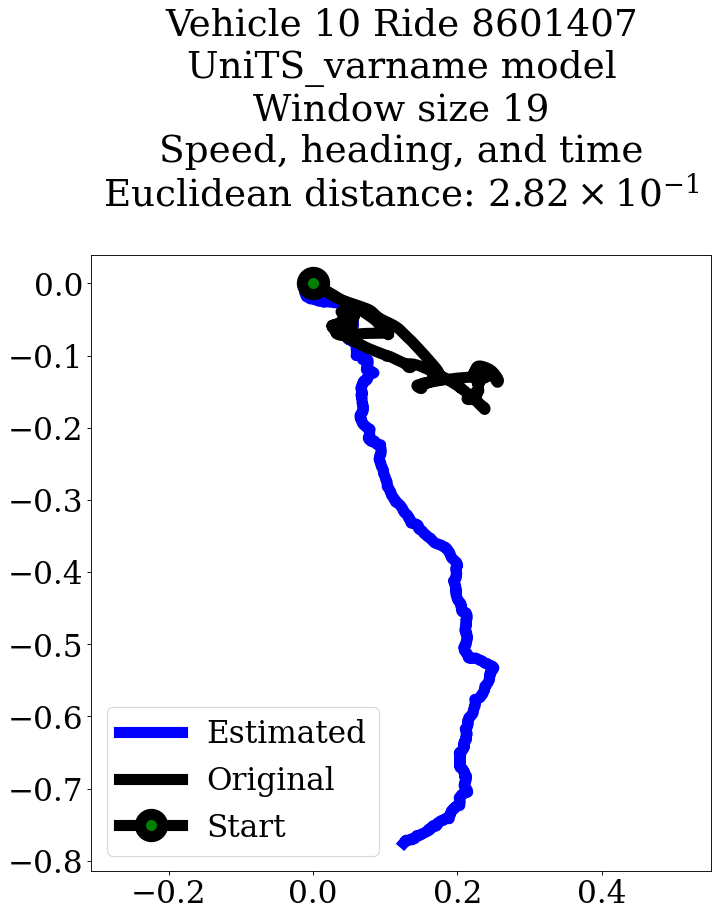 Vehicle 10 Ride 8601407
UniTS_varname model
Window size 19
Speed, heading, and time
Euclidean distance: 2.82 × 10⁻¹
0.0
−0.1
−0.2
−0.3
−0.4
−0.5
−0.6
−0.7
−0.8
Estimated
Original
Start
−0.2 0.0 0.2 0.4